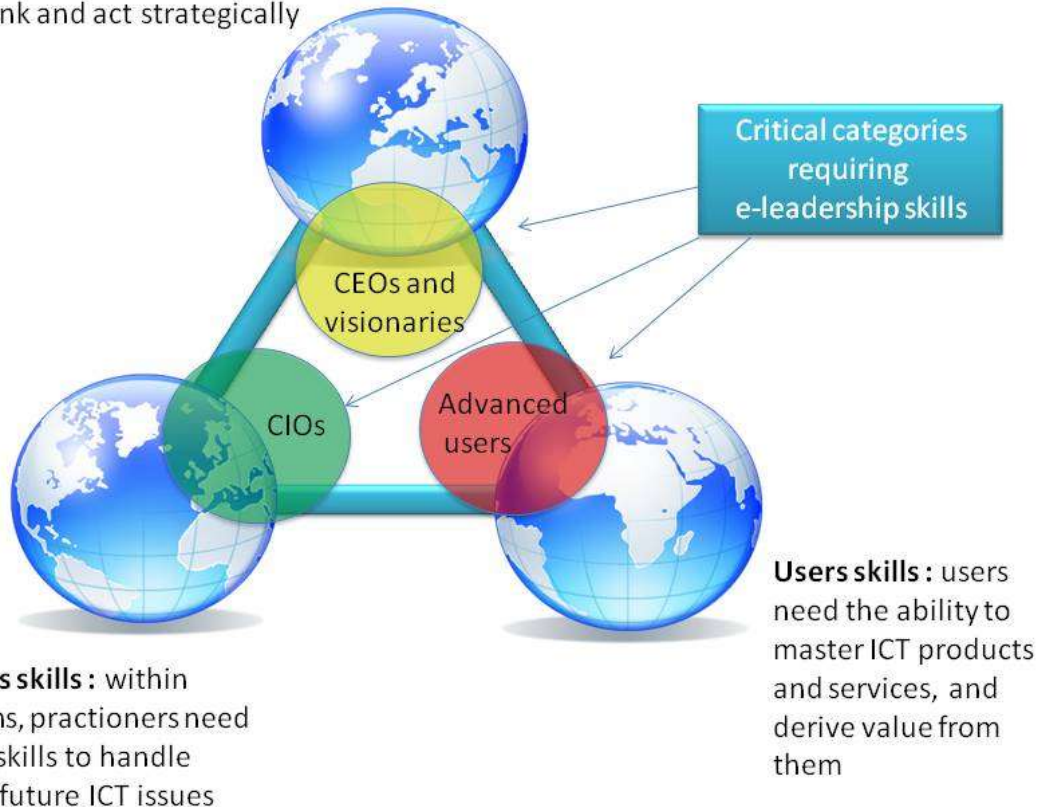 nk and act strategically
Critical categories
requiring
e-leadership skills
CEOs and
visionaries
CIOs
Advanced
users
Users skills : users
need the ability to
master ICT products
and services, and
derive value from
them
s skills : within
ns, practioners need
skills to handle
future ICT issues